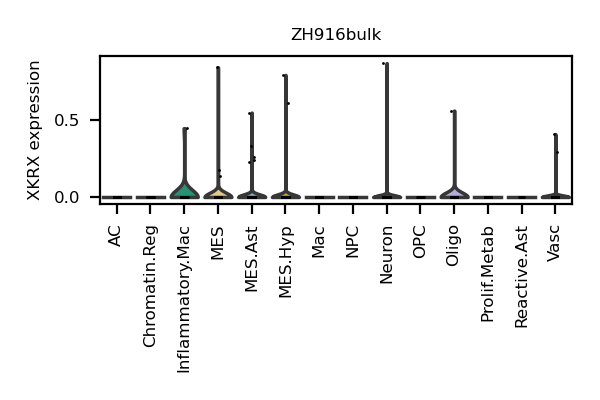 ZH916bulk
XKRX expression
0.5
0.0
AC
Chromatin.Reg
Inflammatory.Mac
MES
MES.Ast
MES.Hyp
Mac
NPC
Neuron
OPC
Oligo
Prolif.Metab
Reactive.Ast
Vasc